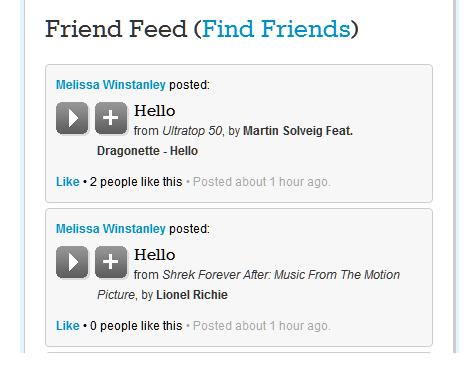 Friend Feed (Find Friends)
Melissa Winstanley posted:
Hello
from Ultratop 50, by Martin Solveig Feat.
Dragonette - Hello
Like • 2 people like this • Posted about 1 hour ago.
Melissa Winstanley posted:
Hello
from Shrek Forever After: Music From The Motion
Picture, by Lionel Richie
Like • 0 people like this • Posted about 1 hour ago.